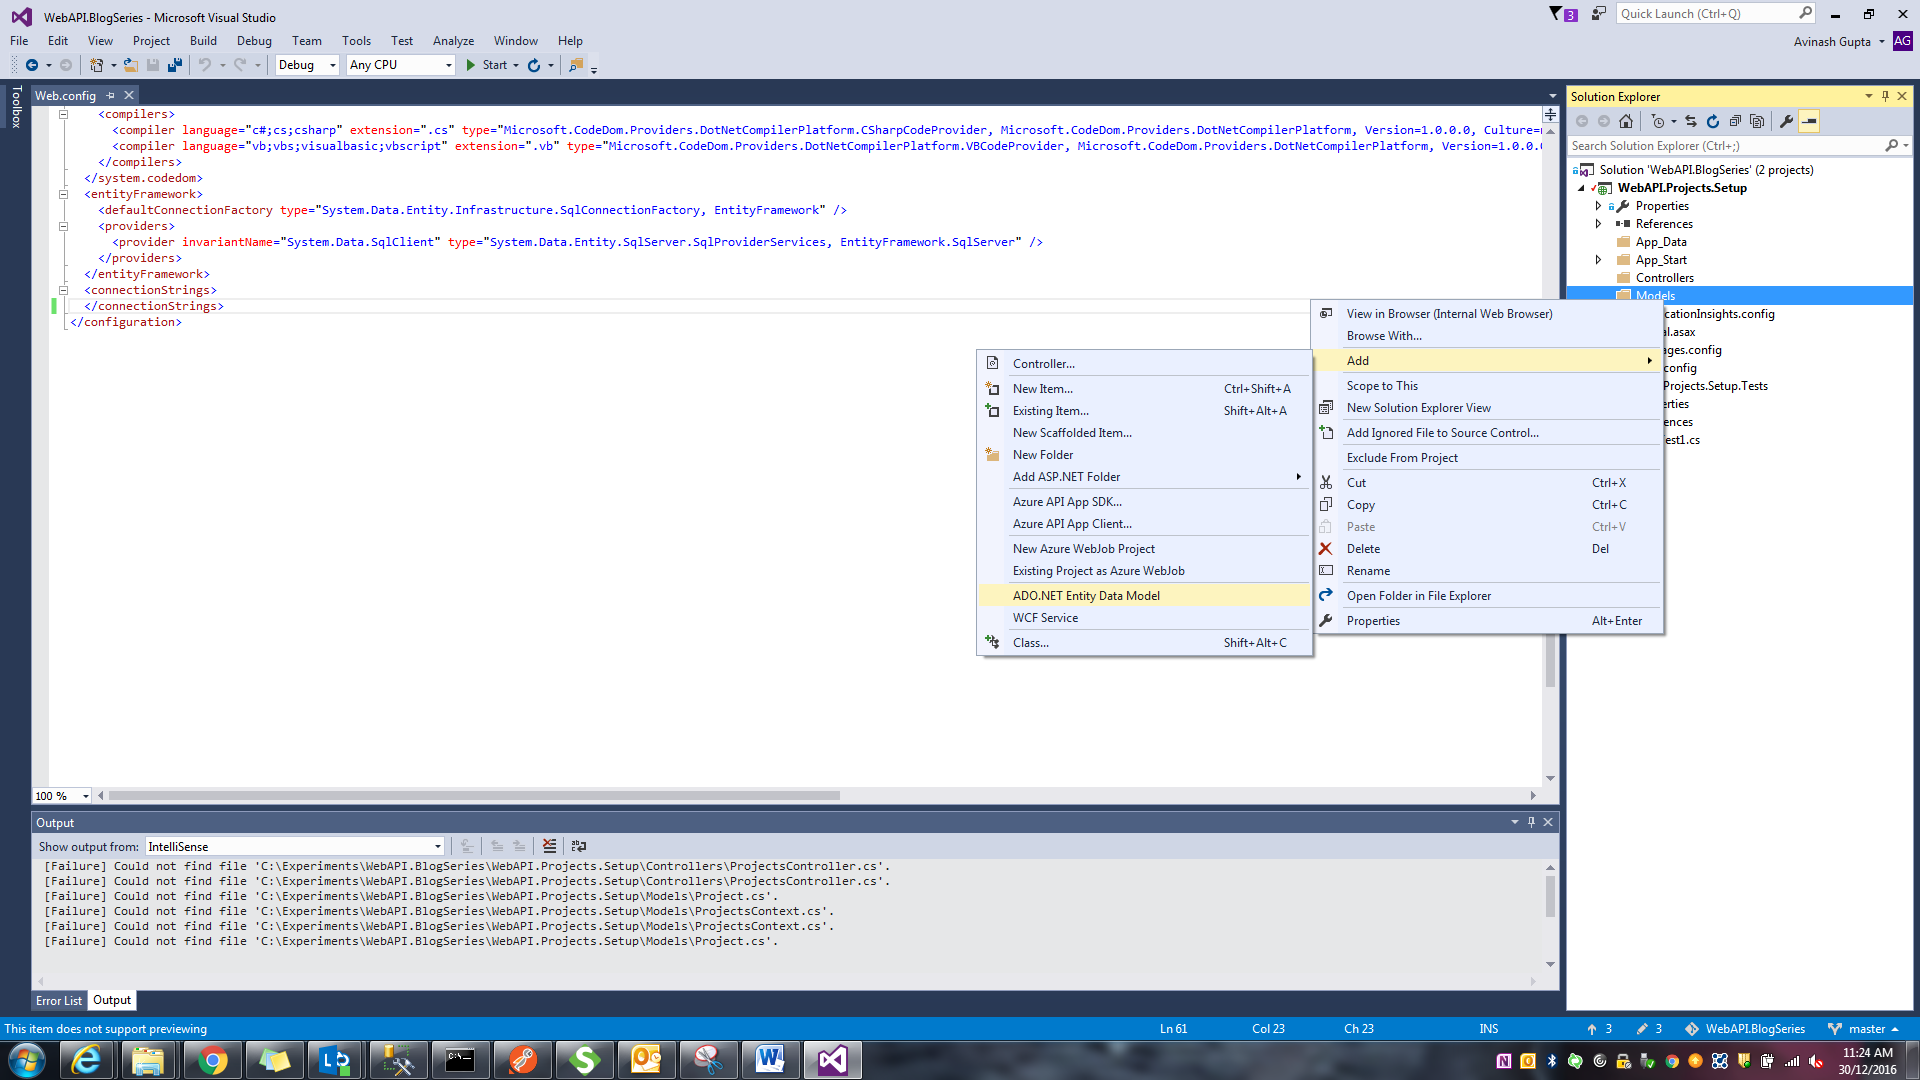 WebAPI.BlogSeries - Microsoft Visual Studio
3
Quick Launch (Ctrl+Q)
File Edit View Project Build Debug Team Tools Test Analyze Window Help
Avinash Gupta AG
Debug Any CPU Start
Toolbox
Web.config
<compilers>
<compiler language="c#;cs;csharp" extension=".cs" type="Microsoft.CodeDom.Providers.DotNetCompilerPlatform.CSharpCodeProvider, Microsoft.CodeDom.Providers.DotNetCompilerPlatform, Version=1.0.0.0, Culture=
<compiler language="vb;vbs;visualbasic;vbscript" extension=".vb" type="Microsoft.CodeDom.Providers.DotNetCompilerPlatform.VBCodeProvider, Microsoft.CodeDom.Providers.DotNetCompilerPlatform, Version=1.0.0.
</compilers>
</system.codedom>
<entityFramework>
<defaultConnectionFactory type="System.Data.Entity.Infrastructure.SqlConnectionFactory, EntityFramework" />
<providers>
<provider invariantName="System.Data.SqlClient" type="System.Data.Entity.SqlServer.SqlProviderServices, EntityFramework.SqlServer" />
</providers>
</entityFramework>
<connectionStrings>
</connectionStrings>
</configuration>
Controller...
New Item... Ctrl+Shift+A
Existing Item... Shift+Alt+A
New Scaffolded Item...
New Folder
Add ASP.NET Folder
Azure API App SDK...
Azure API App Client...
New Azure WebJob Project
Existing Project as Azure WebJob
ADO.NET Entity Data Model
WCF Service
Class... Shift+Alt+C
View in Browser (Internal Web Browser)
Browse With...
Add
Scope to This
New Solution Explorer View
Add Ignored File to Source Control...
Exclude From Project
Cut Ctrl+X
Copy Ctrl+C
Paste Ctrl+V
Delete Del
Rename
Open Folder in File Explorer
Properties Alt+Enter
Solution Explorer
Search Solution Explorer (Ctrl+;)
Solution 'WebAPI.BlogSeries' (2 projects)
WebAPI.Projects.Setup
Properties
References
App_Data
App_Start
Controllers
Models
cationInsights.config
al.asax
ages.config
config
Projects.Setup.Tests
erties
ences
est1.cs
100 %
Output
Show output from: IntelliSense
[Failure] Could not find file 'C:\Experiments\WebAPI.BlogSeries\WebAPI.Projects.Setup\Controllers\ProjectsController.cs'.
[Failure] Could not find file 'C:\Experiments\WebAPI.BlogSeries\WebAPI.Projects.Setup\Controllers\ProjectsController.cs'.
[Failure] Could not find file 'C:\Experiments\WebAPI.BlogSeries\WebAPI.Projects.Setup\Models\Project.cs'.
[Failure] Could not find file 'C:\Experiments\WebAPI.BlogSeries\WebAPI.Projects.Setup\Models\ProjectsContext.cs'.
[Failure] Could not find file 'C:\Experiments\WebAPI.BlogSeries\WebAPI.Projects.Setup\Models\ProjectsContext.cs'.
[Failure] Could not find file 'C:\Experiments\WebAPI.BlogSeries\WebAPI.Projects.Setup\Models\Project.cs'.
Error List Output
This item does not support previewing Ln 61 Col 23 Ch 23 INS 3 3 WebAPI.BlogSeries master
11:24 AM
30/12/2016